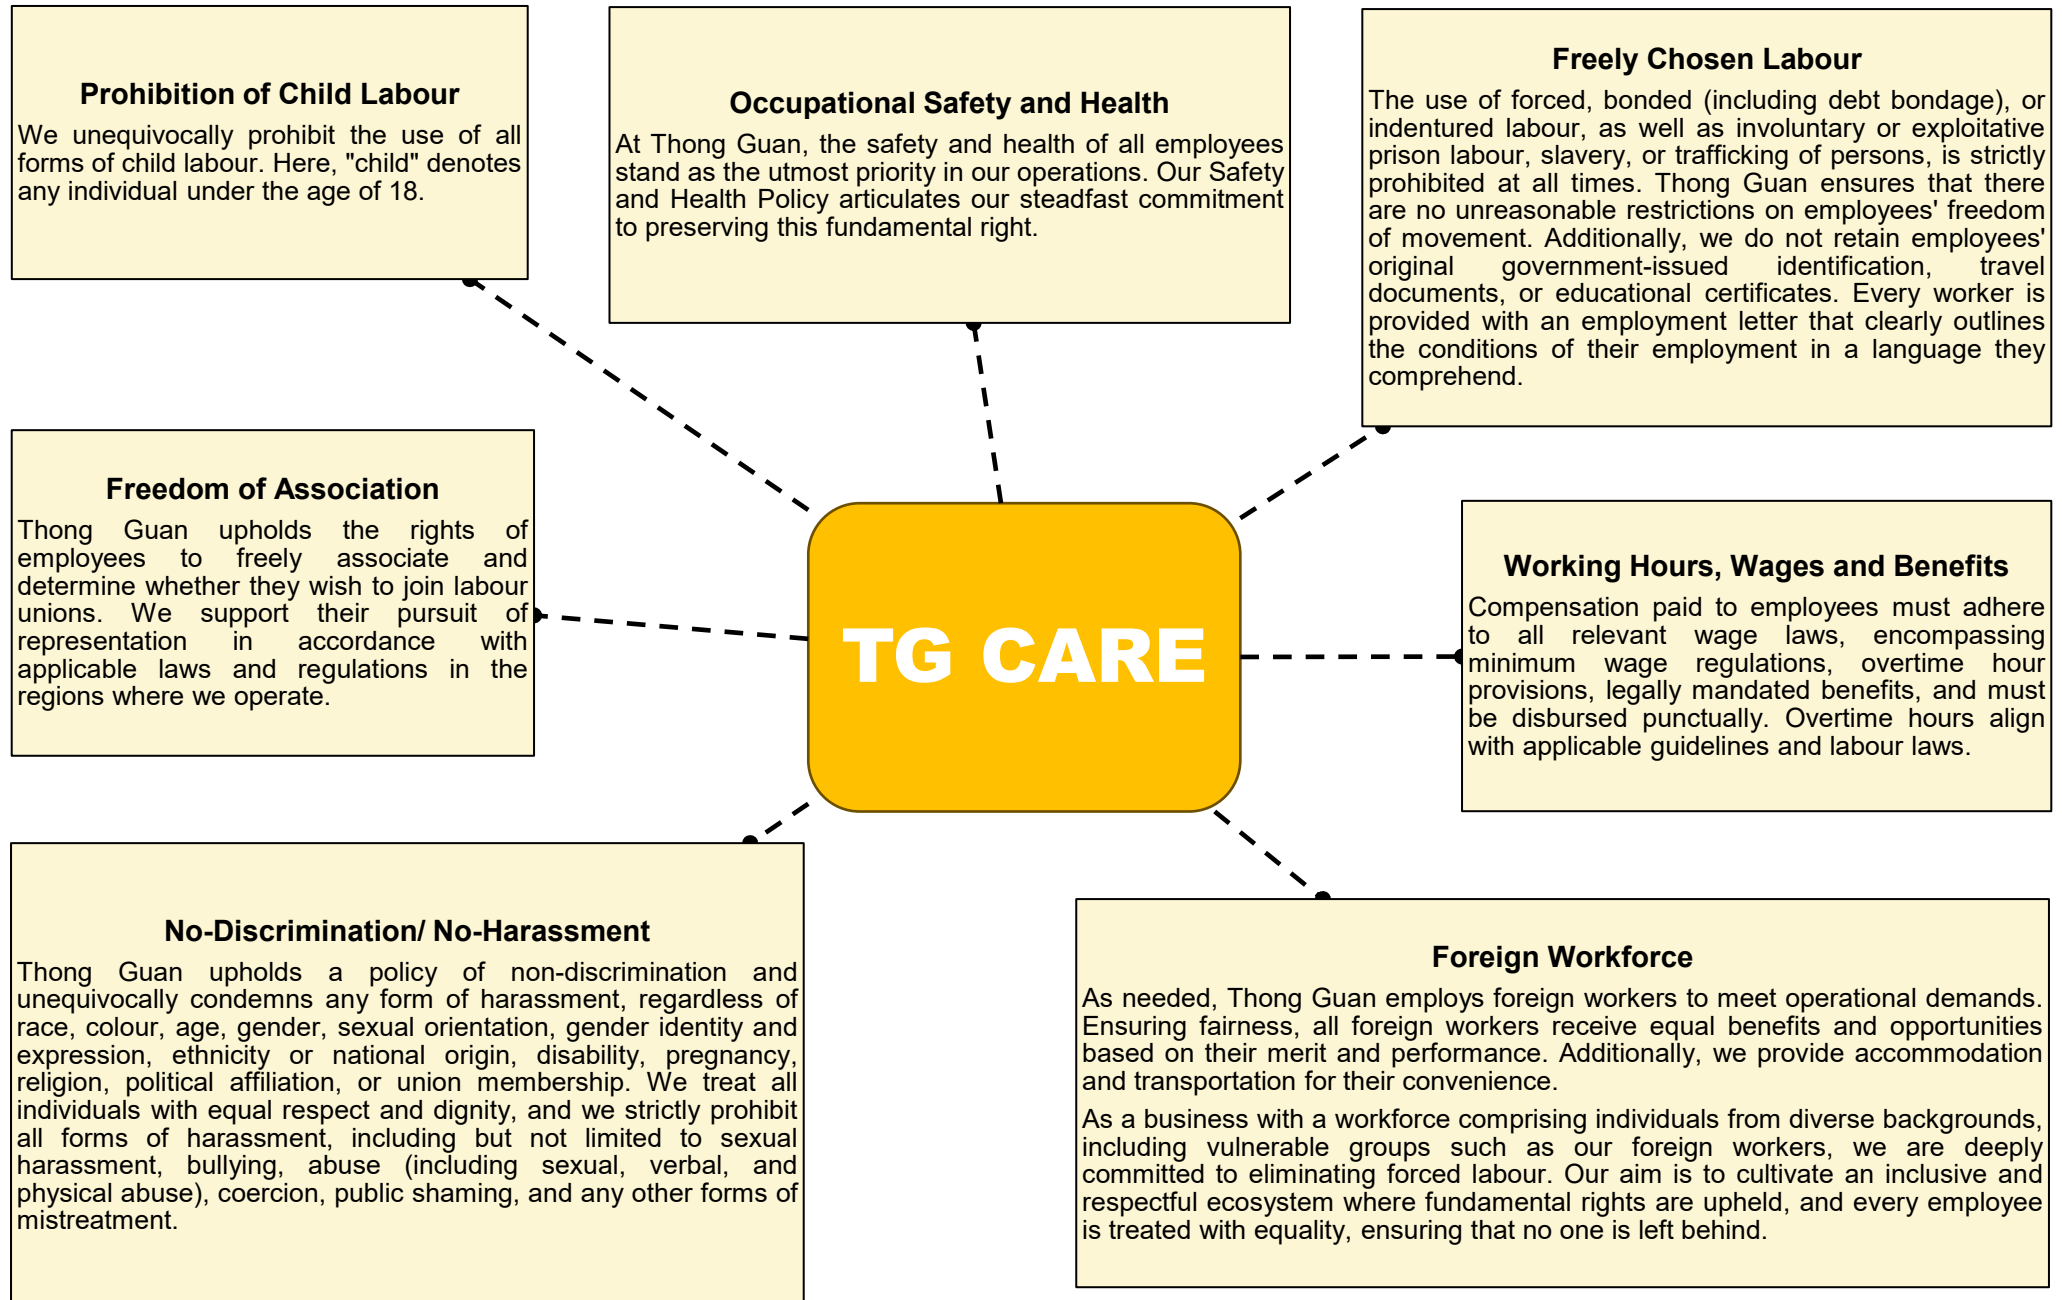 Prohibition of Child Labour
We unequivocally prohibit the use of all
forms of child labour. Here, "child" denotes
any individual under the age of 18.
Occupational Safety and Health
At Thong Guan, the safety and health of all employees
stand as the utmost priority in our operations. Our Safety
and Health Policy articulates our steadfast commitment
to preserving this fundamental right.
Freely Chosen Labour
The use of forced, bonded (including debt bondage), or
indentured labour, as well as involuntary or exploitative
prison labour, slavery, or trafficking of persons, is strictly
prohibited at all times. Thong Guan ensures that there
are no unreasonable restrictions on employees' freedom
of movement. Additionally, we do not retain employees'
original government-issued identification, travel
documents, or educational certificates. Every worker is
provided with an employment letter that clearly outlines
the conditions of their employment in a language they
comprehend.
Freedom of Association
Thong Guan upholds the rights of
employees to freely associate and
determine whether they wish to join labour
unions. We support their pursuit of
representation in accordance with
applicable laws and regulations in the
regions where we operate.
TG CARE
Working Hours, Wages and Benefits
Compensation paid to employees must adhere
to all relevant wage laws, encompassing
minimum wage regulations, overtime hour
provisions, legally mandated benefits, and must
be disbursed punctually. Overtime hours align
with applicable guidelines and labour laws.
No-Discrimination/ No-Harassment
Thong Guan upholds a policy of non-discrimination and
unequivocally condemns any form of harassment, regardless of
race, colour, age, gender, sexual orientation, gender identity and
expression, ethnicity or national origin, disability, pregnancy,
religion, political affiliation, or union membership. We treat all
individuals with equal respect and dignity, and we strictly prohibit
all forms of harassment, including but not limited to sexual
harassment, bullying, abuse (including sexual, verbal, and
physical abuse), coercion, public shaming, and any other forms of
mistreatment.
Foreign Workforce
As needed, Thong Guan employs foreign workers to meet operational demands.
Ensuring fairness, all foreign workers receive equal benefits and opportunities
based on their merit and performance. Additionally, we provide accommodation
and transportation for their convenience.
As a business with a workforce comprising individuals from diverse backgrounds,
including vulnerable groups such as our foreign workers, we are deeply
committed to eliminating forced labour. Our aim is to cultivate an inclusive and
respectful ecosystem where fundamental rights are upheld, and every employee
is treated with equality, ensuring that no one is left behind.